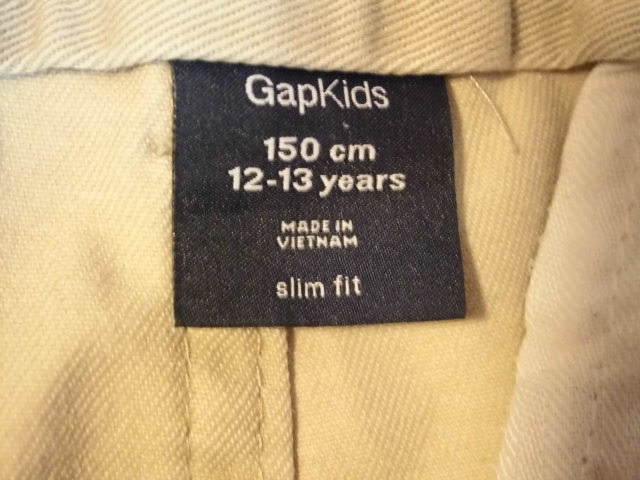 GapKids
150 cm
12-13 years
MADE IN
VIETNAM
slim fit